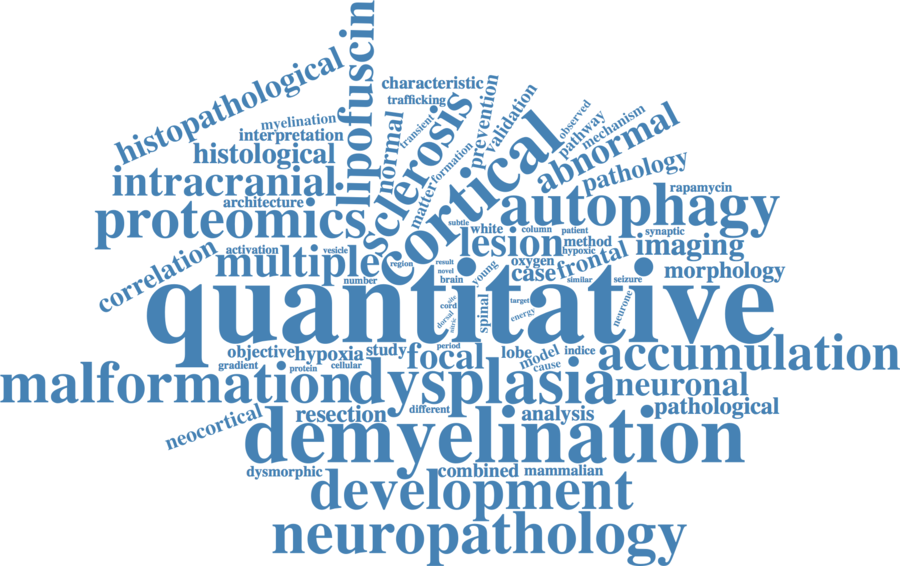 lipofuscin
histopathological
characteristic
trafficking
myelination
interpretation
transient
normal
sclerosis
formation
prevention
validation
observed
pathway
mechanism
abnormal
pathology
histological
intracranial
architecture
proteomics
matter
cortical
rapamycin
autophagy
subtle
white
column
patient
synaptic
lesion
method
hypoxic
imaging
correlation
activation
vesicle
multiple
region
result
novel
brain
young
oxygen
case
frontal
similar
seizure
morphology
number
quantitative
site
cord
dorsal
spinal
target
energy
neurone
objective
hypoxia
study
period
focal
lobe
model
cause
indice
accumulation
gradient
protein
cellular
malformation
dysplasia
neuronal
neocortical
resection
different
analysis
pathological
demyelination
dysmorphic
combined
mammalian
development
neuropathology